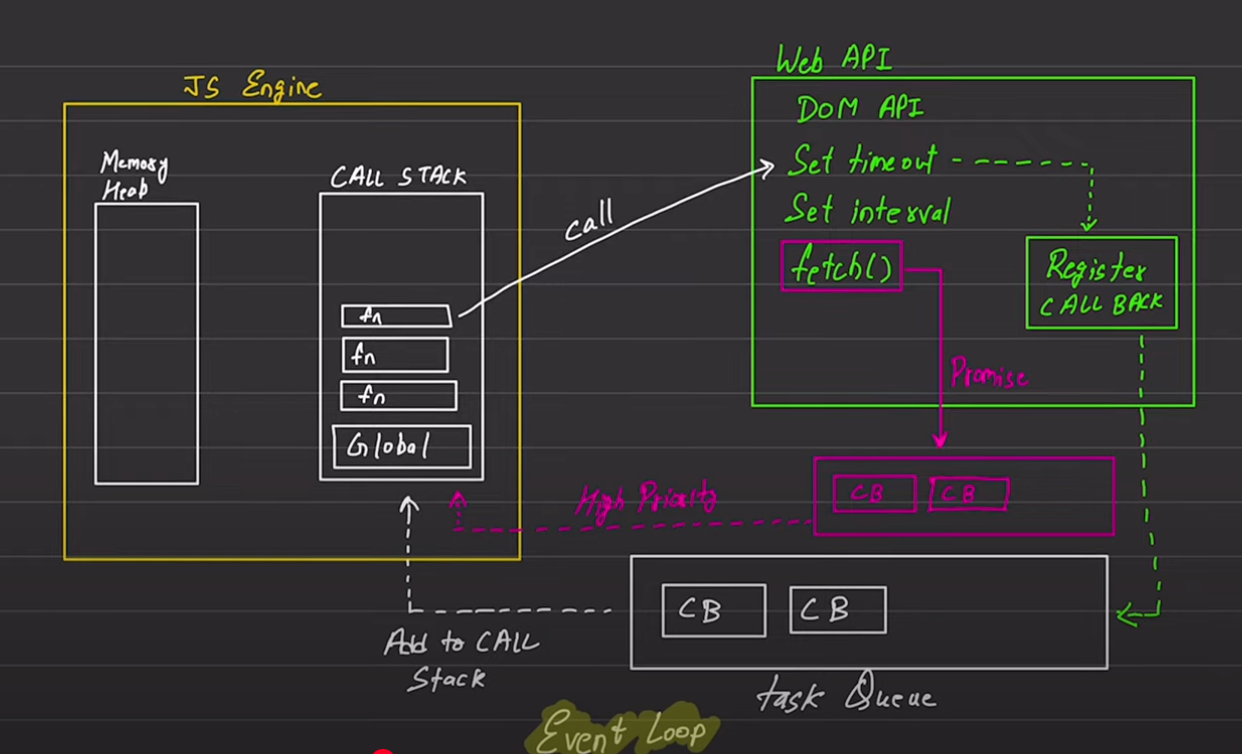 JS Engine
Memory
Heap
CALL STACK
fn
fn
fn
Global
call
Web API
DOM API
Set timeout
Set interval
fetch()
Register
CALL BACK
Promise
High Priority
CB CB
CB CB
Add to CALL
Stack
task Queue
Event Loop